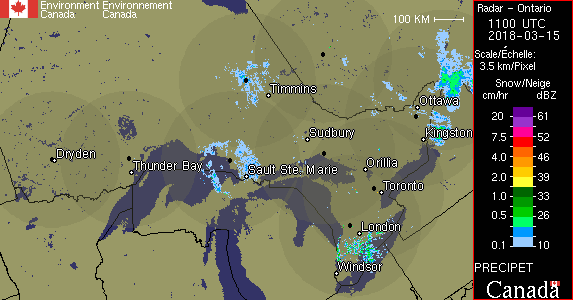 Environment Environnement
Canada Canada
100 KM
Timmins
Ottawa
Sudbury
Kingston
Dryden
Thunder Bay
Sault Ste. Marie
Orillia
Toronto
London
Windsor
Radar - Ontario
1100 UTC
2018-03-15
Scale/Échelle:
3.5 km/Pixel
Snow/Neige
cm/hr dBZ
20 61
7.5 52
4.0 46
2.0 39
1.0 33
0.5 26
0.1 10
PRECIPET
Canada